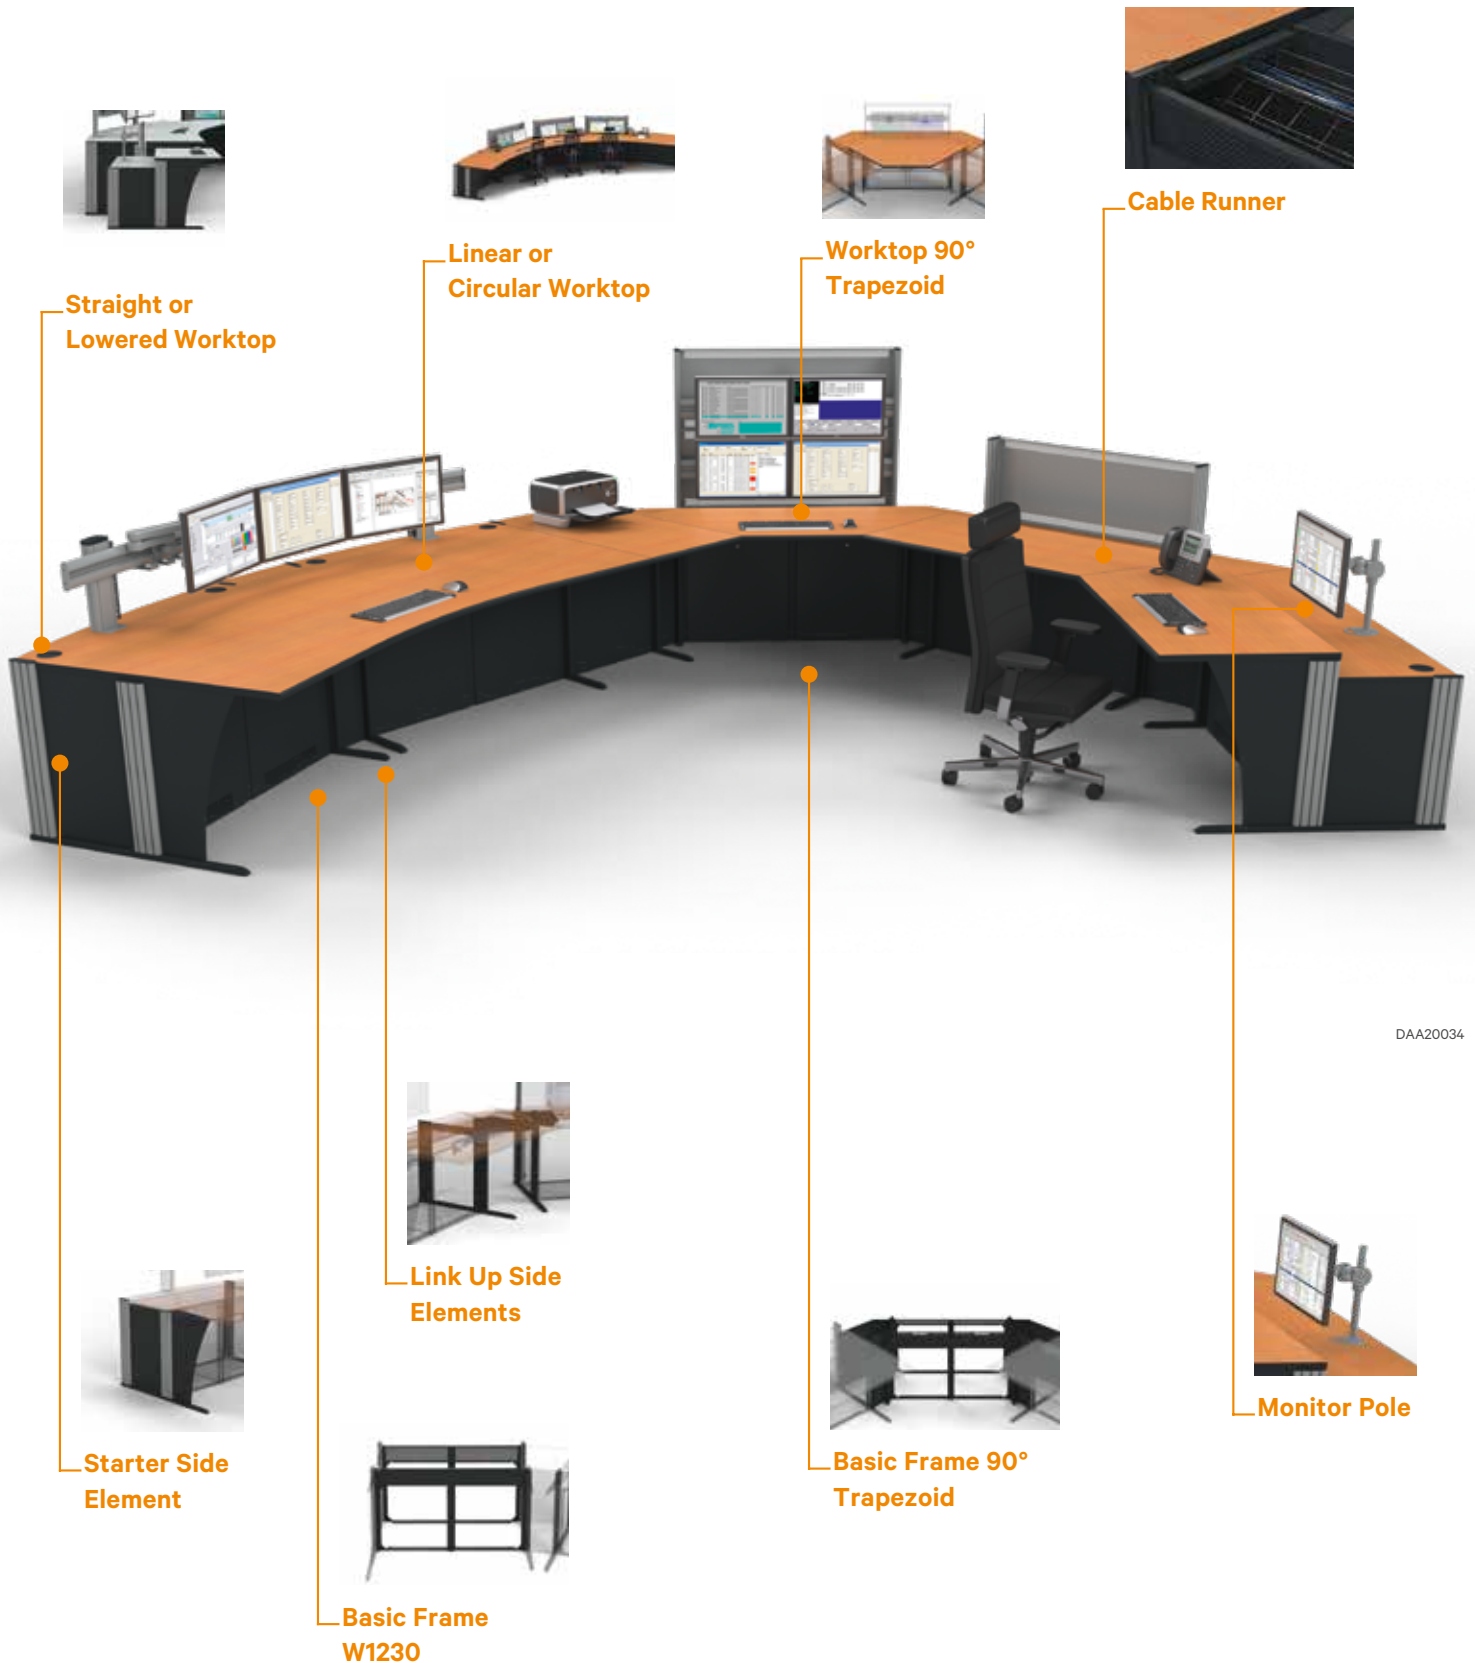 Cable Runner
Linear or
Circular Worktop
Worktop 90°
Trapezoid
Straight or
Lowered Worktop
DAA20034
Link Up Side
Elements
Monitor Pole
Starter Side
Element
Basic Frame 90°
Trapezoid
Basic Frame
W1230